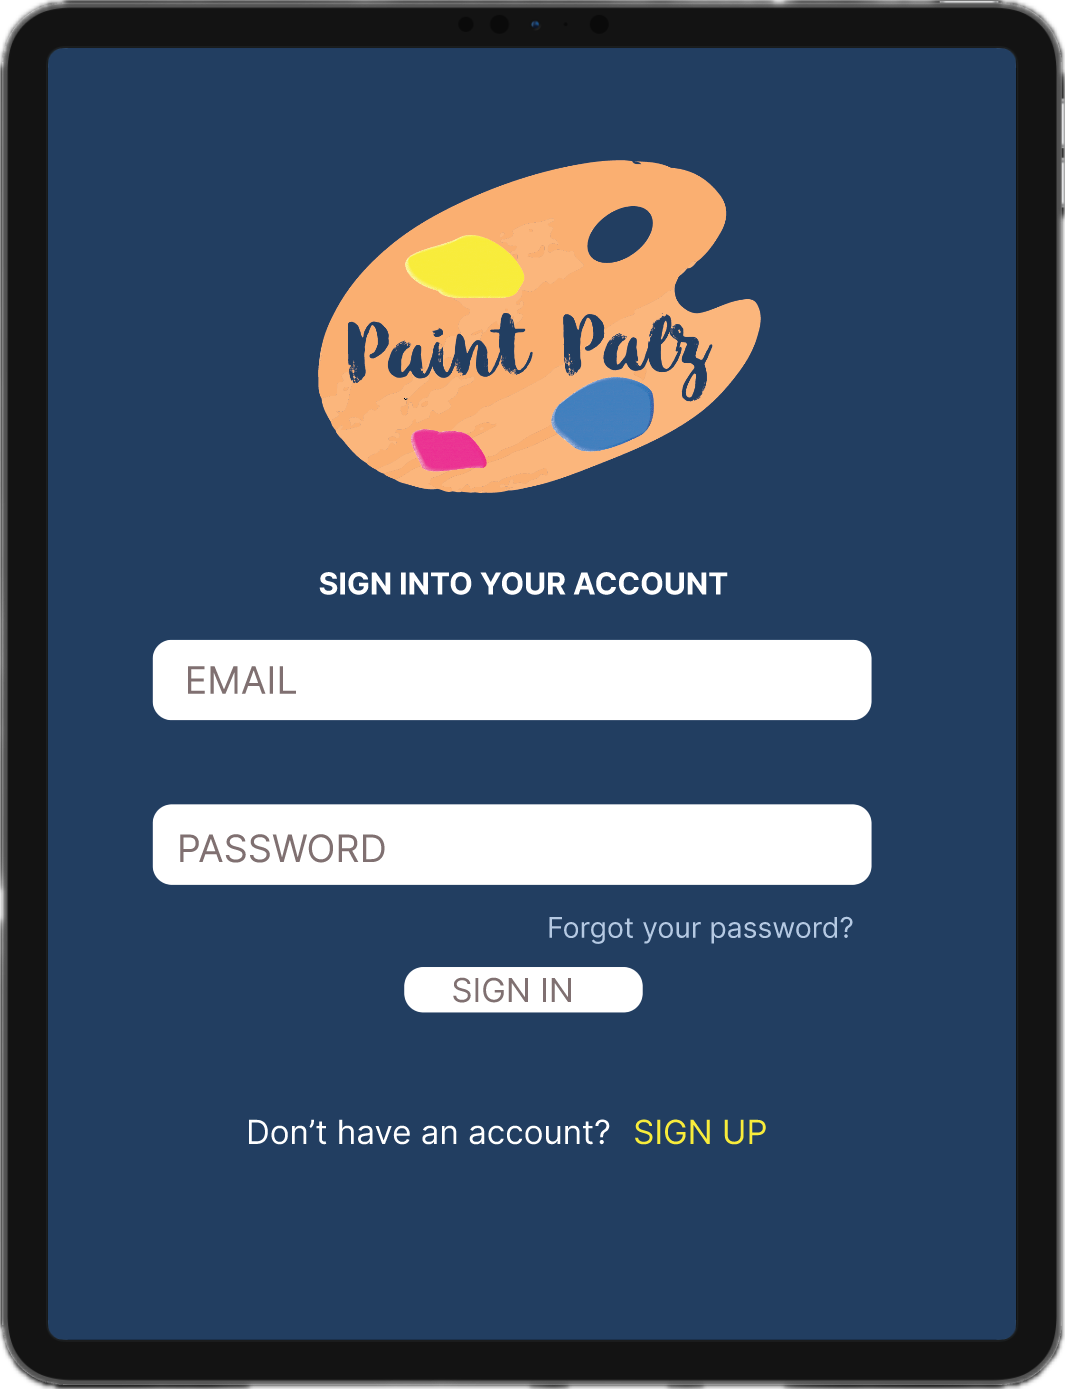 Paint Palz
SIGN INTO YOUR ACCOUNT
EMAIL
PASSWORD
Forgot your password?
SIGN IN
Don’t have an account? SIGN UP